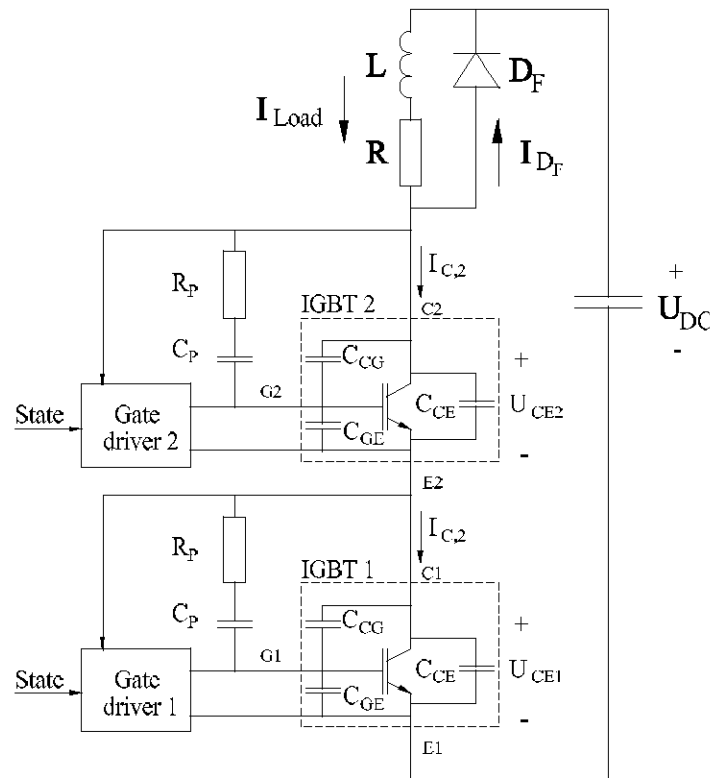 L
D_F
I_Load
R
I_D_F
R_P
I_C,2
IGBT 2
C2
+
U_DC
-
C_P
C_CG
+
G2
State
Gate
driver 2
C_CE
U_CE2
C_GE
-
E2
R_P
I_C,2
IGBT 1
C1
C_P
C_CG
+
G1
State
Gate
driver 1
C_CE
U_CE1
C_GE
-
E1